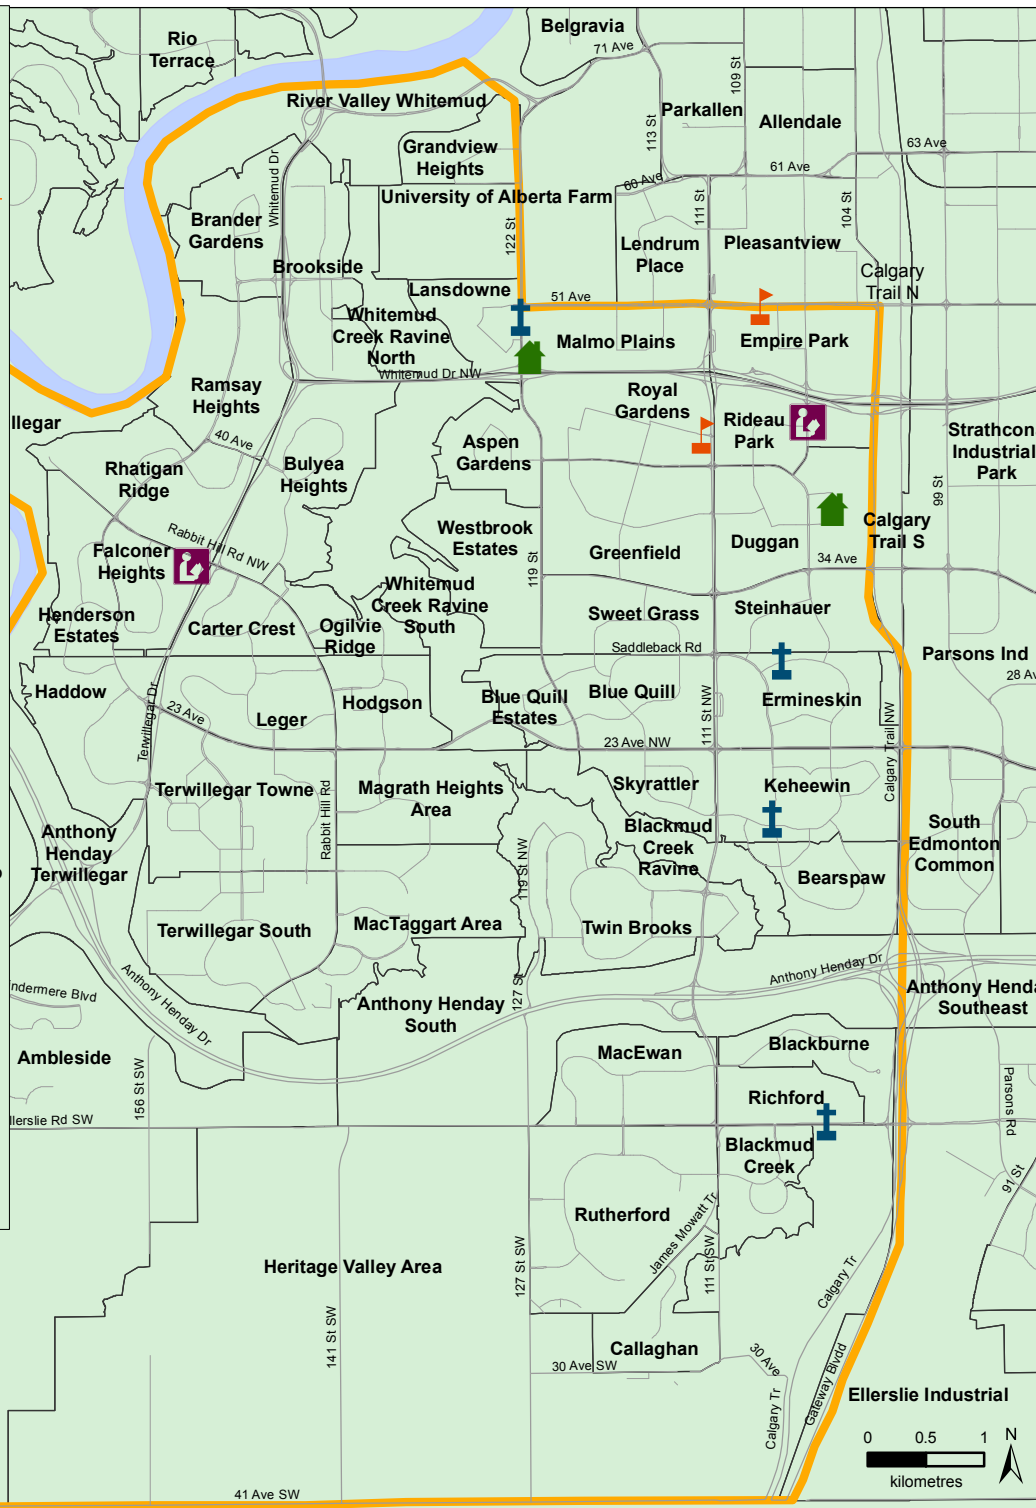 Belgravia
Rio
Terrace
71 Ave
109 St
River Valley Whitemud
Parkallen
Allendale
113 St
Grandview
Heights
63 Ave
61 Ave
60 Ave
University of Alberta Farm
Whitemud Dr
111 St
104 St
Brander
Gardens
122 St
Lendrum
Place
Pleasantview
Brookside
Calgary
Trail N
Lansdowne
51 Ave
Whitemud
Creek Ravine
North
Malmo Plains
Empire Park
Whitemud Dr NW
Ramsay
Heights
Royal
Gardens
Rideau
Park
llegar
40 Ave
Aspen
Gardens
Strathcon
Industrial
Park
Rhatigan
Ridge
Bulyea
Heights
99 St
Rabbit Hill Rd NW
Westbrook
Estates
Calgary
Trail S
Duggan
Greenfield
Falconer
Heights
34 Ave
119 St
Whitemud
Creek Ravine
South
Henderson
Estates
Carter Crest
Ogilvie
Ridge
Sweet Grass
Steinhauer
Saddleback Rd
Parsons Ind
28 Av
Haddow
Terwillegar Dr
23 Ave
Leger
Hodgson
Blue Quill
Estates
Blue Quill
111 St NW
Ermineskin
Calgary Trail NW
23 Ave NW
Terwillegar Towne
Rabbit Hill Rd
Magrath Heights
Area
Skyrattler
Keheewin
Anthony
Henday
Terwillegar
Blackmud
Creek
Ravine
South
Edmonton
Common
119 St NW
Bearspaw
Terwillegar South
MacTaggart Area
Twin Brooks
Anthony Henday Dr
Anthony Henday Dr
ndermere Blvd
127 St
Anthony Henday
South
Anthony Henda
Southeast
Ambleside
MacEwan
Blackburne
156 St SW
Richford
Parsons Rd
llerslie Rd SW
Blackmud
Creek
91 St
Rutherford
James Mowatt Tr
Heritage Valley Area
127 St SW
111 St SW
Calgary Tr
141 St SW
Callaghan
30 Ave SW
30 Ave
Gateway Blvdd
Calgary Tr
Ellerslie Industrial
0 0.5 1
N
kilometres
41 Ave SW